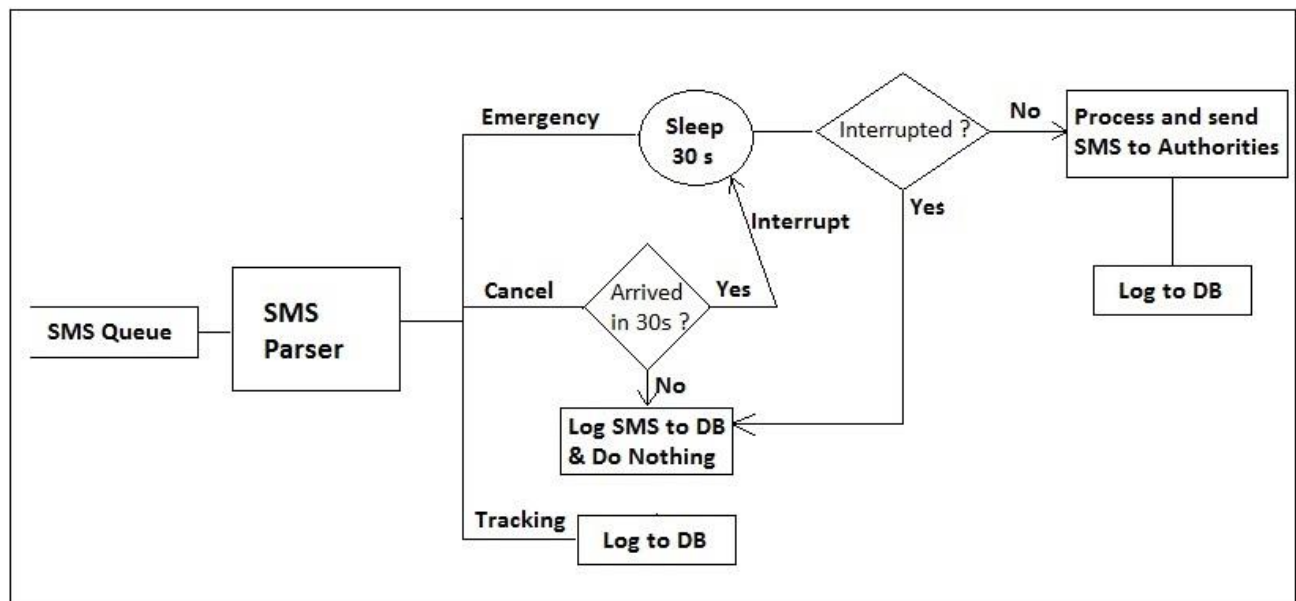 Emergency
Sleep
30 s
Interrupted ?
No
Process and send
SMS to Authorities
Yes
Interrupt
Log to DB
SMS Queue
SMS
Parser
Cancel
Arrived
in 30s ?
Yes
No
Log SMS to DB
& Do Nothing
Tracking
Log to DB